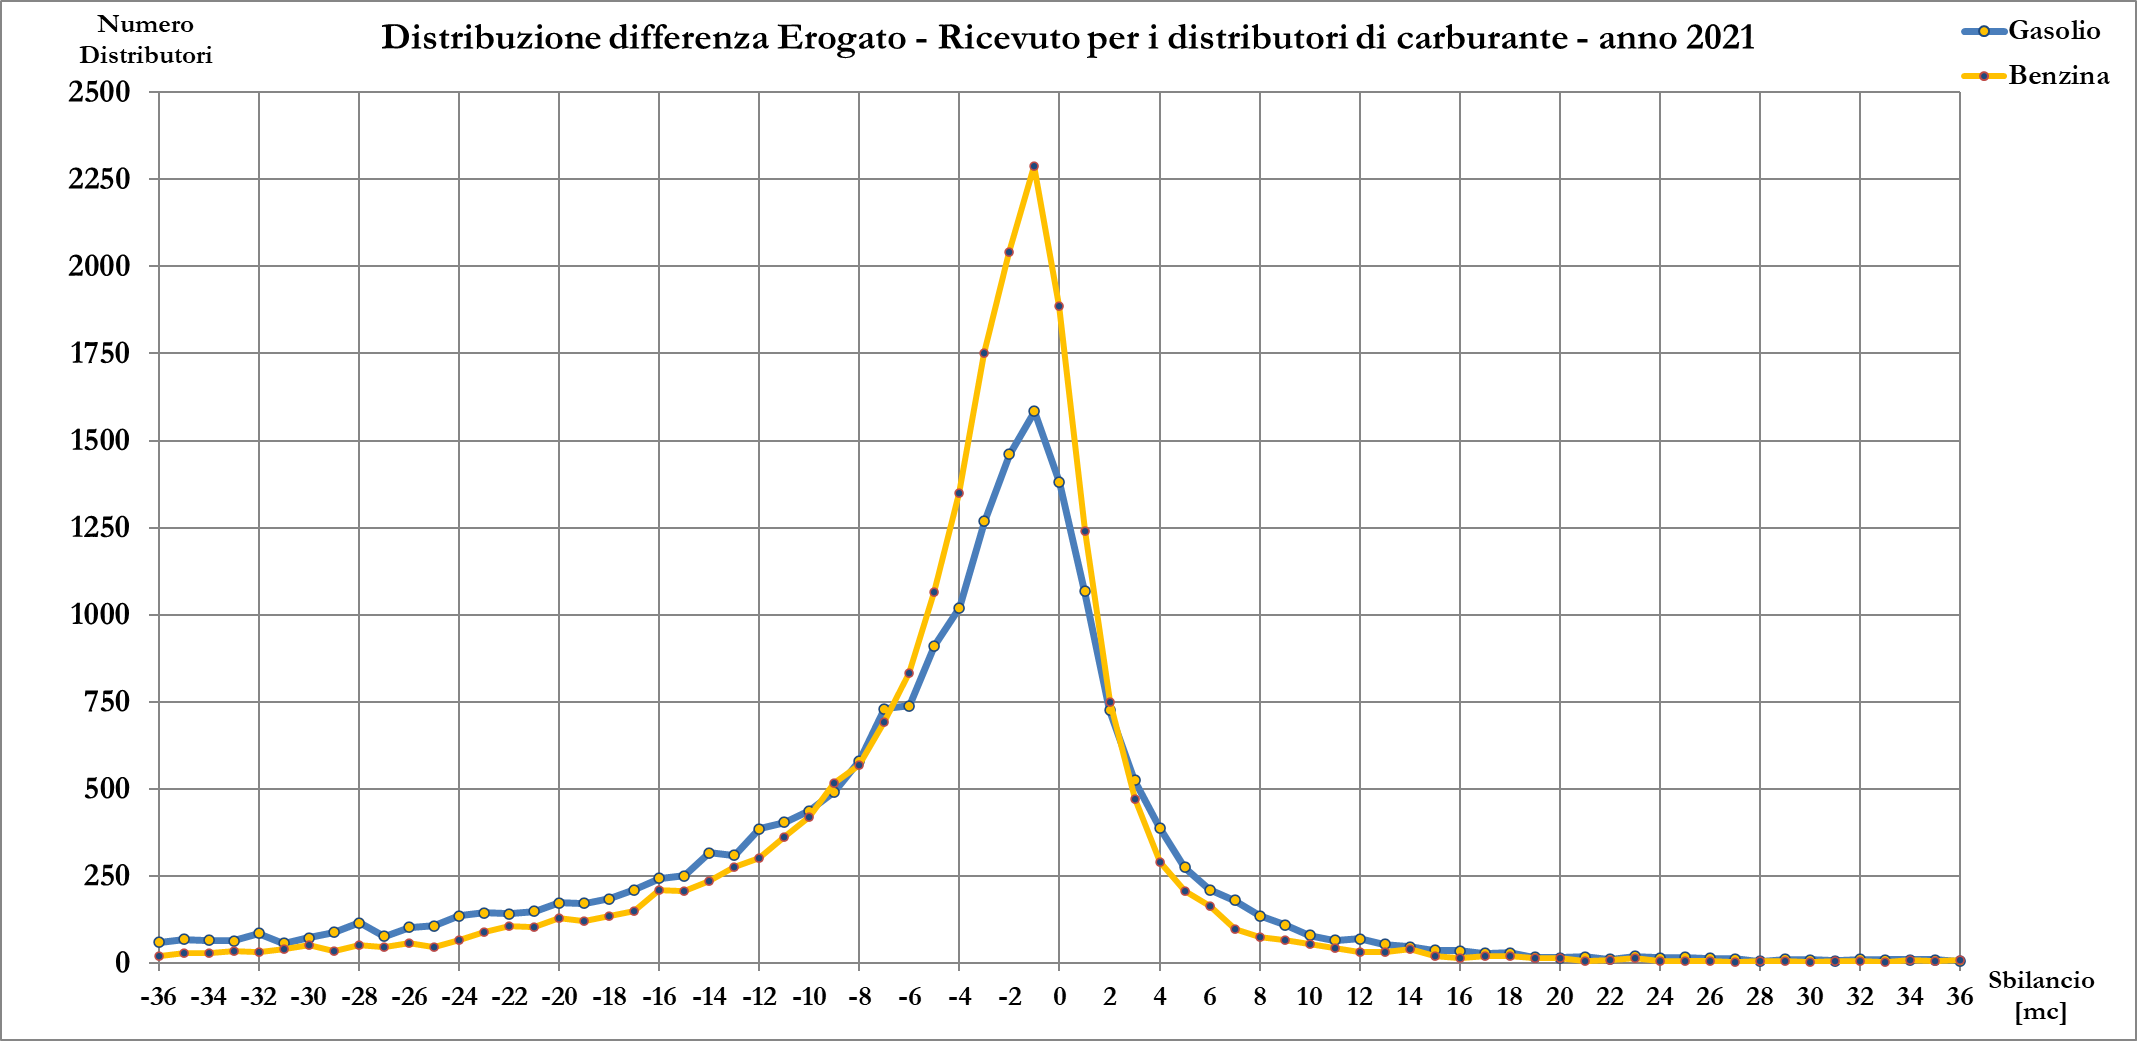 Numero
Distributori
Distribuzione differenza Erogato - Ricevuto per i distributori di carburante - anno 2021
Gasolio
Benzina
2500
2250
2000
1750
1500
1250
1000
750
500
250
0
-36 -34 -32 -30 -28 -26 -24 -22 -20 -18 -16 -14 -12 -10 -8 -6 -4 -2 0 2 4 6 8 10 12 14 16 18 20 22 24 26 28 30 32 34 36
Sbilancio
[mc]